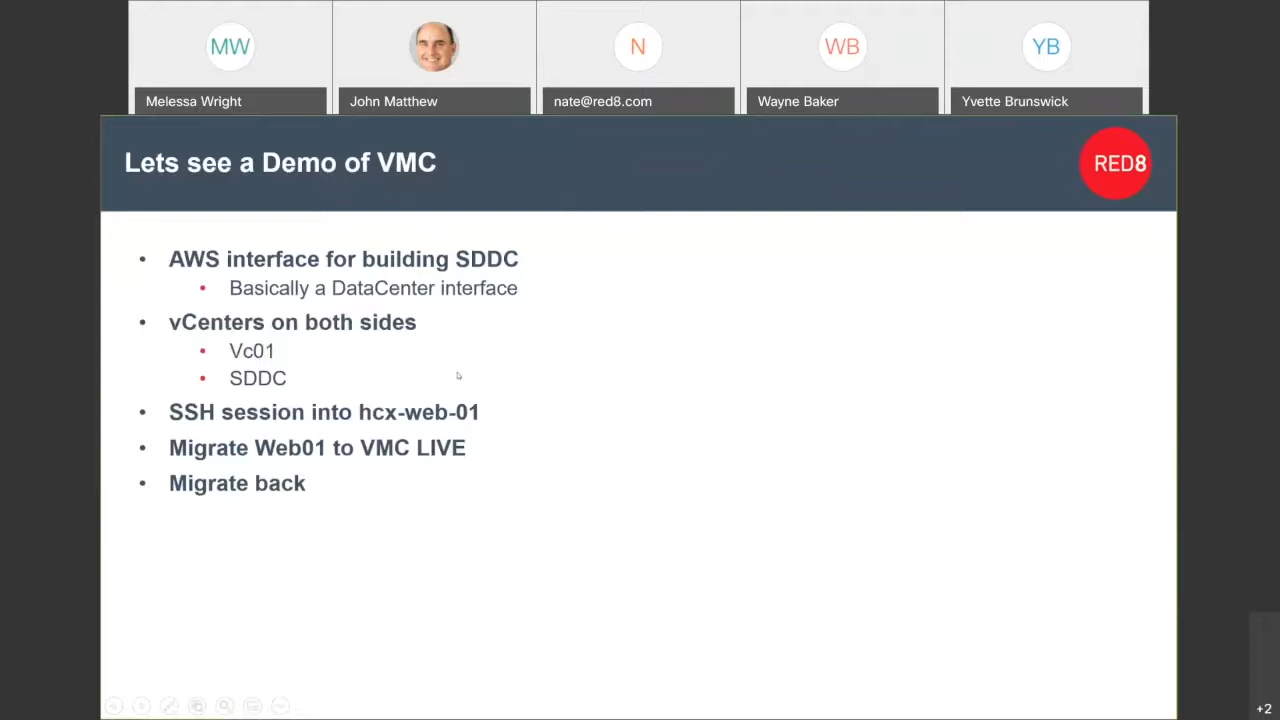 MW
N
WB
YB
Melessa Wright
John Matthew
nate@red8.com
Wayne Baker
Yvette Brunswick
Lets see a Demo of VMC
RED8
• AWS interface for building SDDC
• Basically a DataCenter interface
• vCenters on both sides
• Vc01
• SDDC
• SSH session into hcx-web-01
• Migrate Web01 to VMC LIVE
• Migrate back
+2